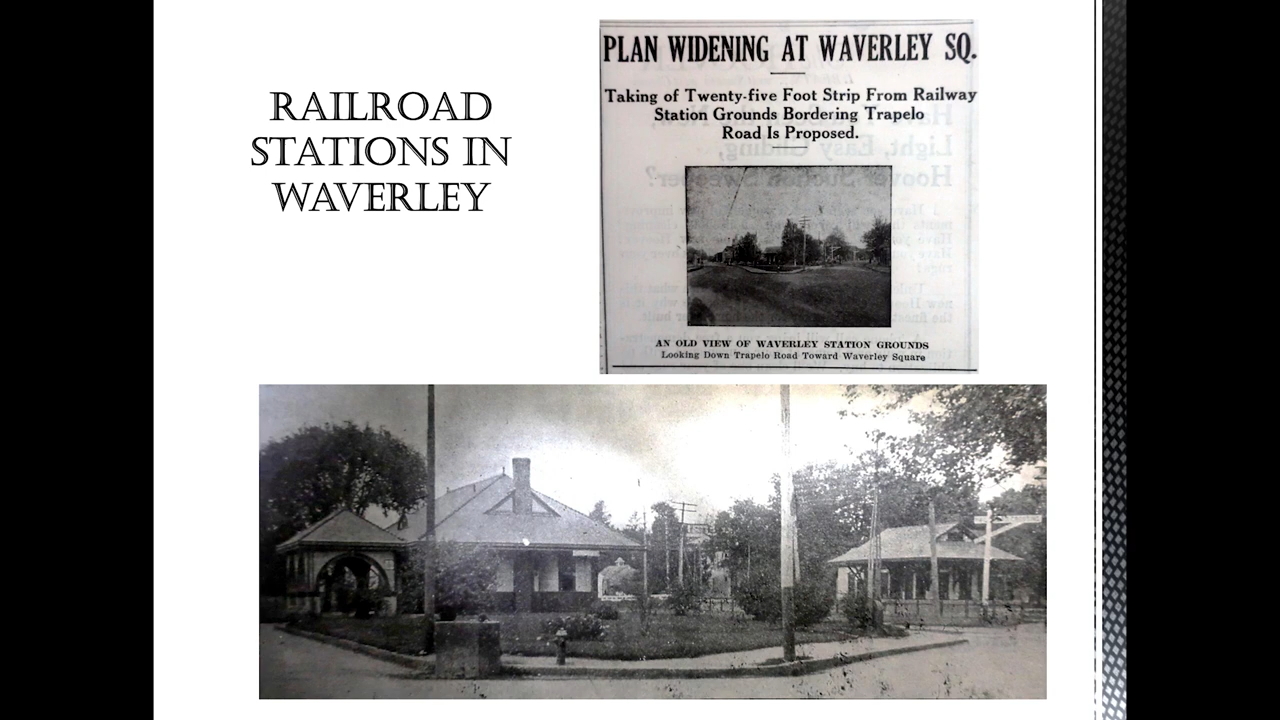 RAILROAD
STATIONS IN
WAVERLEY
PLAN WIDENING AT WAVERLEY SQ.
Taking of Twenty-five Foot Strip From Railway
Station Grounds Bordering Trapelo
Road Is Proposed.
AN OLD VIEW OF WAVERLEY STATION GROUNDS
Looking Down Trapelo Road Toward Waverley Square